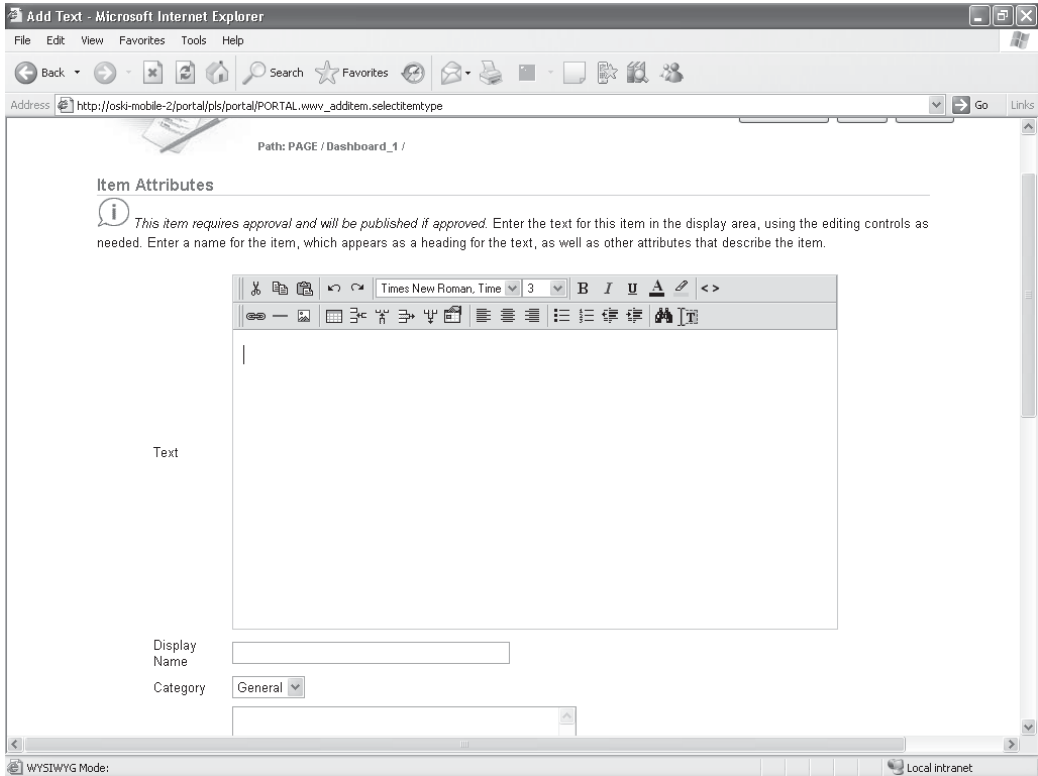 Add Text - Microsoft Internet Explorer
File Edit View Favorites Tools Help
Back Search Favorites
Address http://oski-mobile-2/portal/pls/portal/PORTAL.wwv_additem.selectitemtype Go Links
Path: PAGE / Dashboard_1 /
Item Attributes
This item requires approval and will be published if approved. Enter the text for this item in the display area, using the editing controls as
needed. Enter a name for the item, which appears as a heading for the text, as well as other attributes that describe the item.
Times New Roman, Time 3 B I U A < >
Text
Display
Name
Category General
WYSIWYG Mode: Local intranet